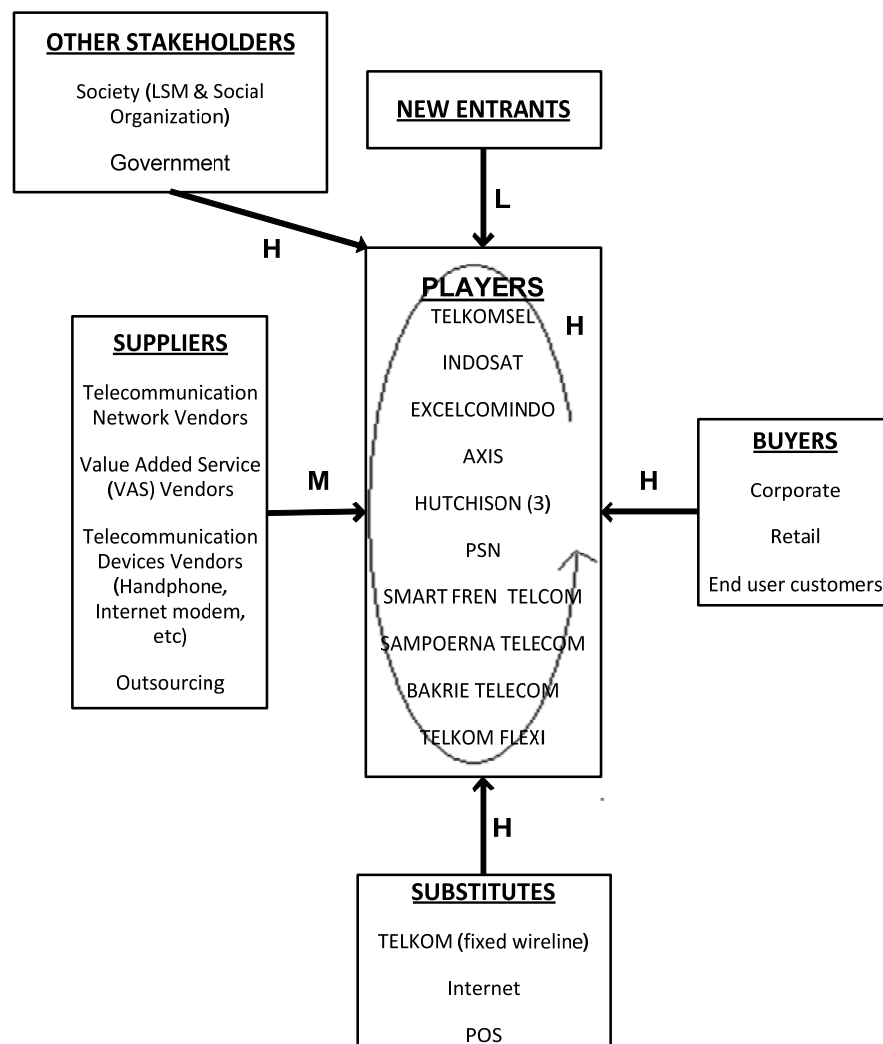 OTHER STAKEHOLDERS
Society (LSM & Social
Organization)
Government
NEW ENTRANTS
L
H
PLAYERS
H
TELKOMSEL
INDOSAT
EXCELCOMINDO
AXIS
HUTCHISON (3)
PSN
SMART FREN TELCOM
SAMPOERNA TELECOM
BAKRIE TELECOM
TELKOM FLEXI
SUPPLIERS
Telecommunication
Network Vendors
Value Added Service
(VAS) Vendors
Telecommunication
Devices Vendors
(Handphone,
Internet modem,
etc)
Outsourcing
M
H
BUYERS
Corporate
Retail
End user customers
H
SUBSTITUTES
TELKOM (fixed wireline)
Internet
POS